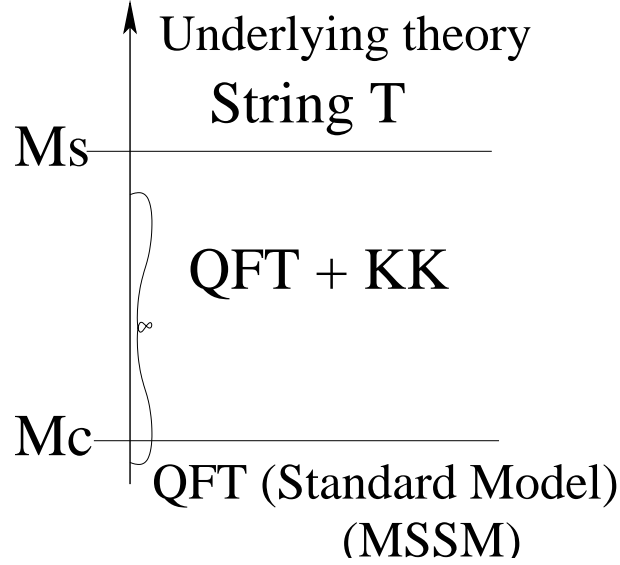 Underlying theory
String T
Ms
QFT + KK
∞
Mc
QFT (Standard Model)
(MSSM)